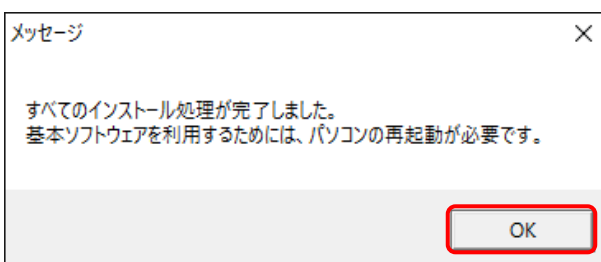 メッセージ
すべてのインストール処理が完了しました。
基本ソフトウェアを利用するためには、パソコンの再起動が必要です。
OK